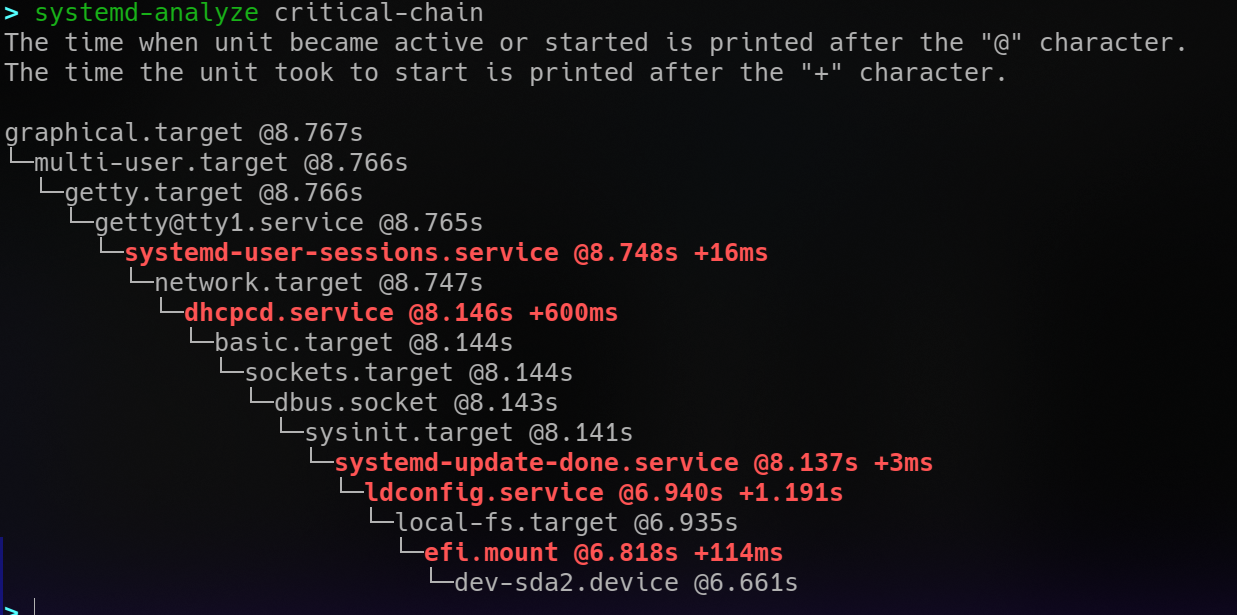 > systemd-analyze critical-chain
The time when unit became active or started is printed after the "@" character.
The time the unit took to start is printed after the "+" character.
graphical.target @8.767s
└─multi-user.target @8.766s
  └─getty.target @8.766s
    └─getty@tty1.service @8.765s
      └─systemd-user-sessions.service @8.748s +16ms
        └─network.target @8.747s
          └─dhcpcd.service @8.146s +600ms
            └─basic.target @8.144s
              └─sockets.target @8.144s
                └─dbus.socket @8.143s
                  └─sysinit.target @8.141s
                    └─systemd-update-done.service @8.137s +3ms
                      └─ldconfig.service @6.940s +1.191s
                        └─local-fs.target @6.935s
                          └─efi.mount @6.818s +114ms
                            └─dev-sda2.device @6.661s
>